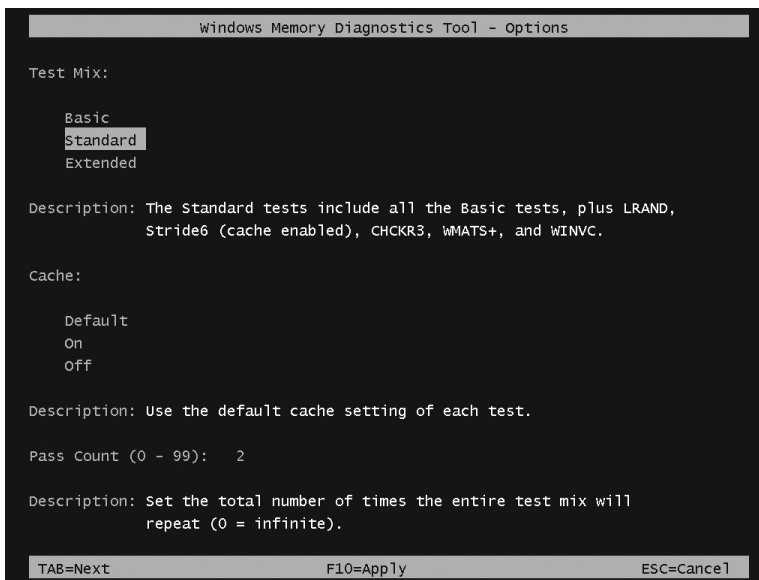 Windows Memory Diagnostics Tool - Options
Test Mix:
Basic
Standard
Extended
Description: The Standard tests include all the Basic tests, plus LRAND,
Stride6 (cache enabled), CHCKR3, WMATS+, and WINVC.
Cache:
Default
On
Off
Description: Use the default cache setting of each test.
Pass Count (0 - 99): 2
Description: Set the total number of times the entire test mix will
repeat (0 = infinite).
TAB=Next F10=Apply ESC=Cancel